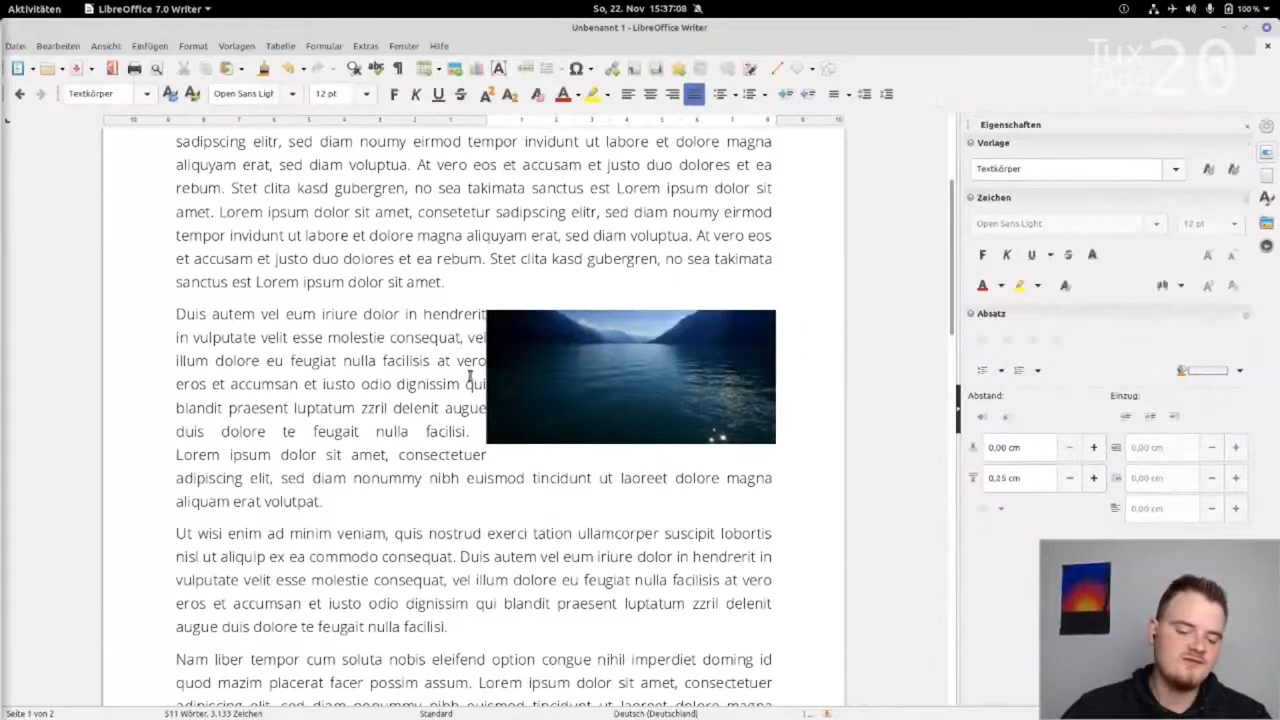 Aktivitäten LibreOffice 7.0 Writer So, 22. Nov 15:37:08 100 %
Unbenannt 1 - LibreOffice Writer
Datei Bearbeiten Ansicht Einfügen Format Vorlagen Tabelle Formular Extras Fenster Hilfe
Tux
20
Textkörper Open Sans Ligl 12 pt F K U S
sadipscing elitr, sed diam noumy eirmod tempor invidunt ut labore et dolore magna
aliquyam erat, sed diam voluptua. At vero eos et accusam et justo duo dolores et ea
rebum. Stet clita kasd gubergren, no sea takimata sanctus est Lorem ipsum dolor sit
amet. Lorem ipsum dolor sit amet, consetetur sadipscing elitr, sed diam noumy eirmod
tempor invidunt ut labore et dolore magna aliquyam erat, sed diam voluptua. At vero eos
et accusam et justo duo dolores et ea rebum. Stet clita kasd gubergren, no sea takimata
sanctus est Lorem ipsum dolor sit amet.
Duis autem vel eum iriure dolor in hendrerit
in vulputate velit esse molestie consequat, vel
illum dolore eu feugiat nulla facilisis at vero
eros et accumsan et iusto odio dignissim qui
blandit praesent luptatum zzril delenit augue
duis dolore te feugait nulla facilisi.
Lorem ipsum dolor sit amet, consectetuer
adipiscing elit, sed diam nonummy nibh euismod tincidunt ut laoreet dolore magna
aliquam erat volutpat.
Ut wisi enim ad minim veniam, quis nostrud exerci tation ullamcorper suscipit lobortis
nisl ut aliquip ex ea commodo consequat. Duis autem vel eum iriure dolor in hendrerit in
vulputate velit esse molestie consequat, vel illum dolore eu feugiat nulla facilisis at vero
eros et accumsan et iusto odio dignissim qui blandit praesent luptatum zzril delenit
augue duis dolore te feugait nulla facilisi.
Nam liber tempor cum soluta nobis eleifend option congue nihil imperdiet doming id
quod mazim placerat facer possim assum. Lorem ipsum dolor sit amet, consectetuer
Eigenschaften
Vorlage
Textkörper
Zeichen
Open Sans Light 12 pt
F K U S A
Absatz
Abstand: Einzug:
0,00 cm 0,00 cm
0,25 cm 0,00 cm
0,00 cm
Seite 1 von 2 511 Wörter, 3.133 Zeichen Standard Deutsch (Deutschland)